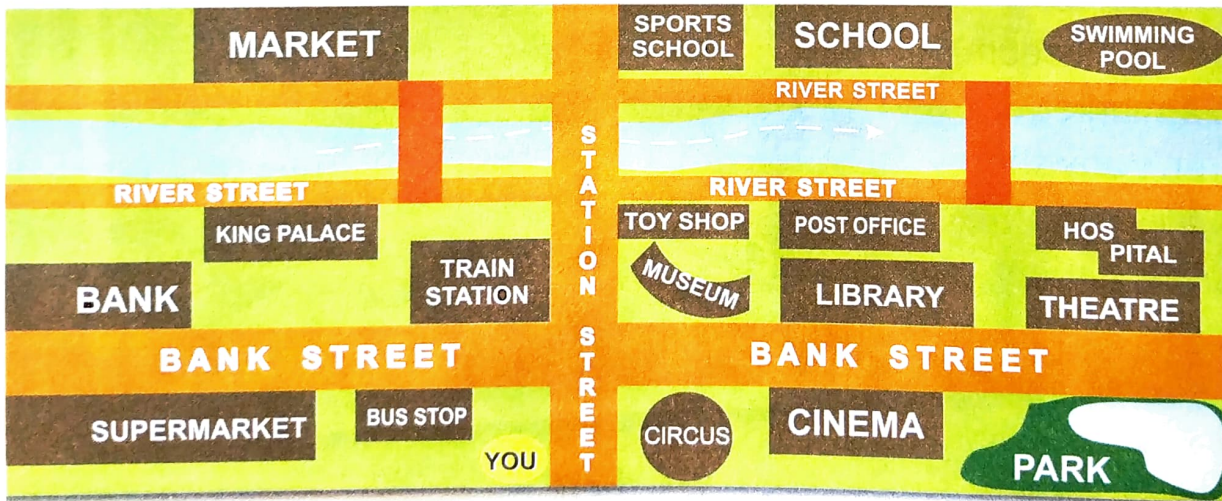 MARKET
SPORTS
SCHOOL
SCHOOL
SWIMMING
POOL
RIVER STREET
RIVER STREET
RIVER STREET
STATION STREET
KING PALACE
TOY SHOP
POST OFFICE
HOS
PITAL
TRAIN
STATION
MUSEUM
BANK
LIBRARY
THEATRE
BANK STREET
BANK STREET
SUPERMARKET
BUS STOP
YOU
CIRCUS
CINEMA
PARK